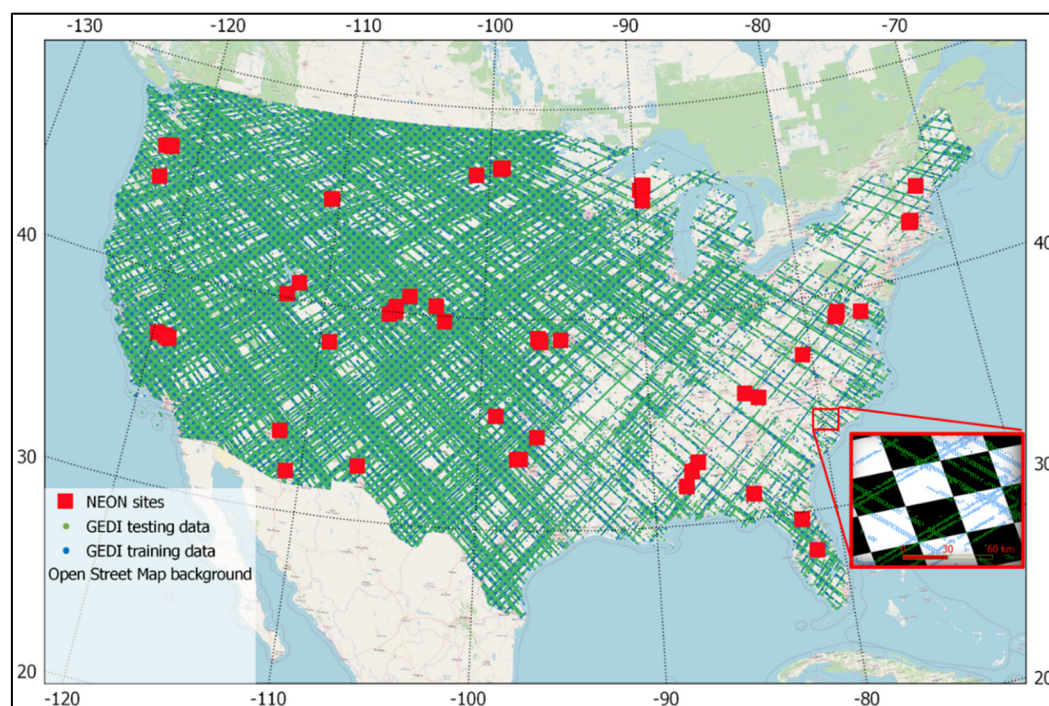 -130 -120 -110 -100 -90 -80 -70
40 40
30 30
20 20
NEON sites
GEDI testing data
GEDI training data
Open Street Map background
0 30 60 km
-120 -110 -100 -90 -80